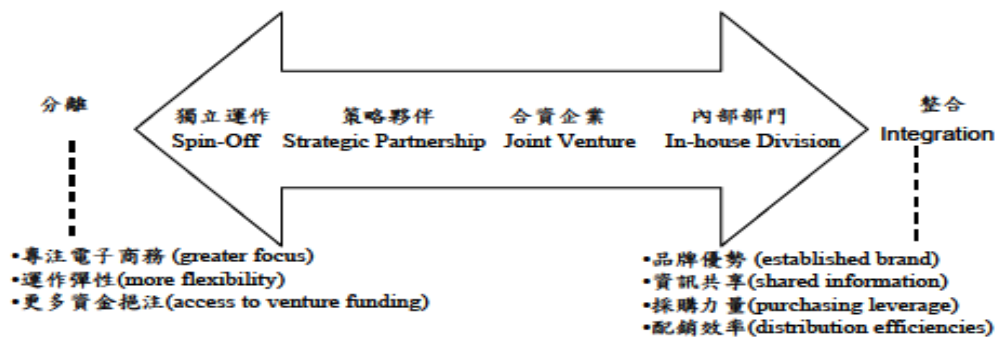 分離
獨立運作
Spin-Off
策略夥伴
Strategic Partnership
合資企業
Joint Venture
內部部門
In-house Division
整合
Integration
•專注電子商務 (greater focus)
•運作彈性(more flexibility)
•更多資金挹注(access to venture funding)
•品牌優勢 (established brand)
•資訊共享(shared information)
•採購力量(purchasing leverage)
•配銷效率(distribution efficiencies)